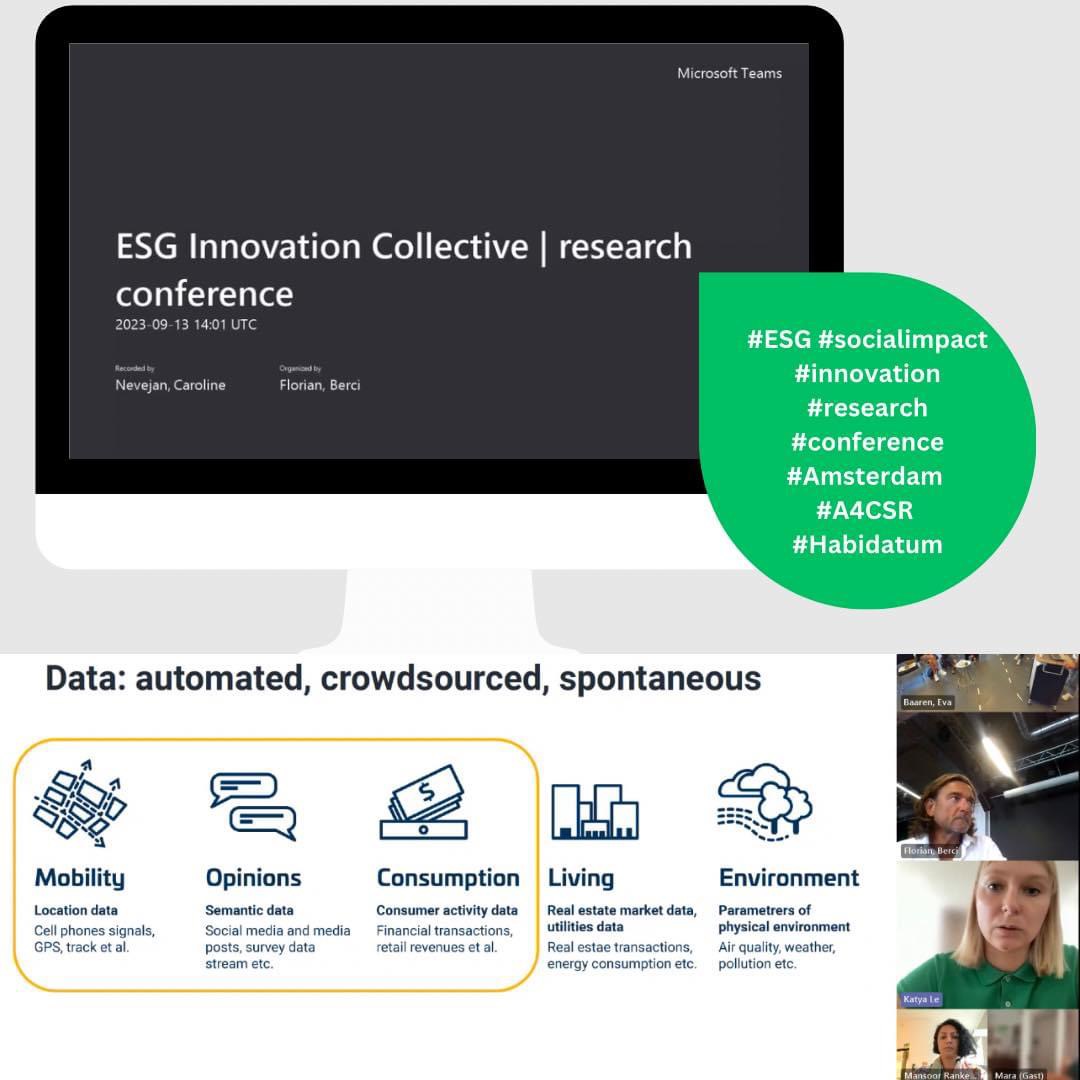 Microsoft Teams
ESG Innovation Collective | research
conference
2023-09-13 14:01 UTC
Recorded by
Nevejan, Caroline
Organized by
Florian, Berci
#ESG #socialimpact
#innovation
#research
#conference
#Amsterdam
#A4CSR
#Habidatum
Data: automated, crowdsourced, spontaneous
Mobility
Location data
Cell phones signals,
GPS, track et al.
Opinions
Semantic data
Social media and media
posts, survey data
stream etc.
Consumption
Consumer activity data
Financial transactions,
retail revenues et al.
Living
Real estate market data,
utilities data
Real estae transactions,
energy consumption etc.
Environment
Parametrers of
physical environment
Air quality, weather,
pollution etc.
Baaren, Eva
Florian, Berci
Katya Le
Mansoor Ranke...
Mara (Gast)